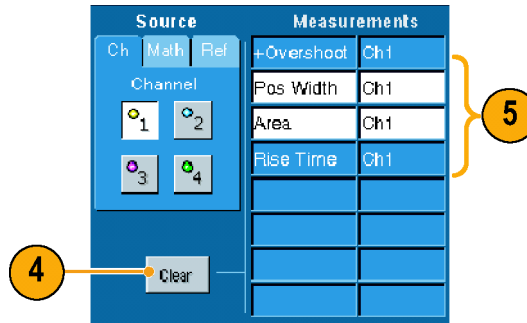 Source
Measurements
Ch Math Ref
Channel
1 2
3 4
+Overshoot Ch1
Pos Width Ch1
Area Ch1
Rise Time Ch1
5
4
Clear